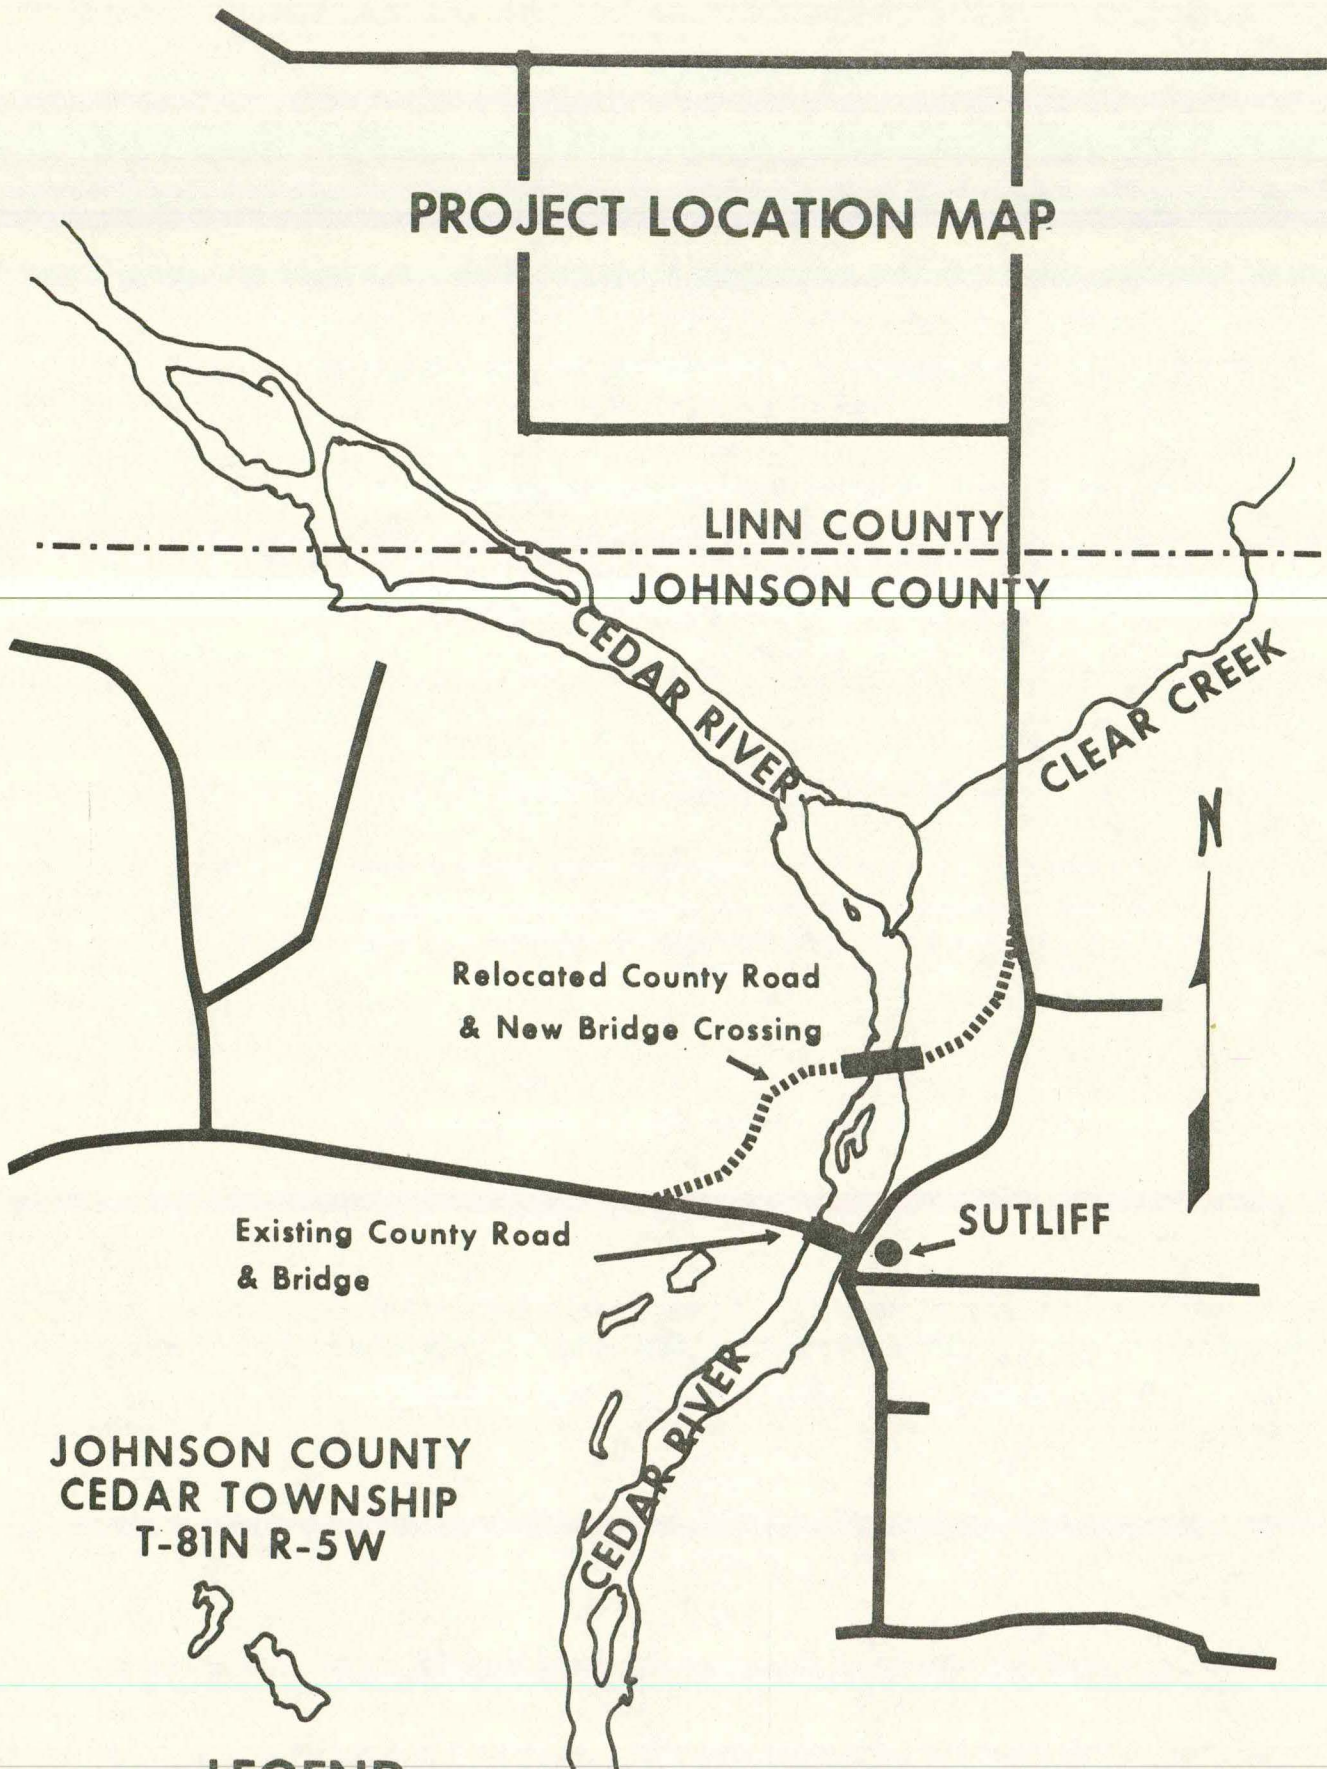 PROJECT LOCATION MAP
LINN COUNTY
JOHNSON COUNTY
CEDAR RIVER
CLEAR CREEK
N
Relocated County Road
& New Bridge Crossing
SUTLIFF
Existing County Road
& Bridge
CEDAR RIVER
JOHNSON COUNTY
CEDAR TOWNSHIP
T-81N R-5W
LEGEND